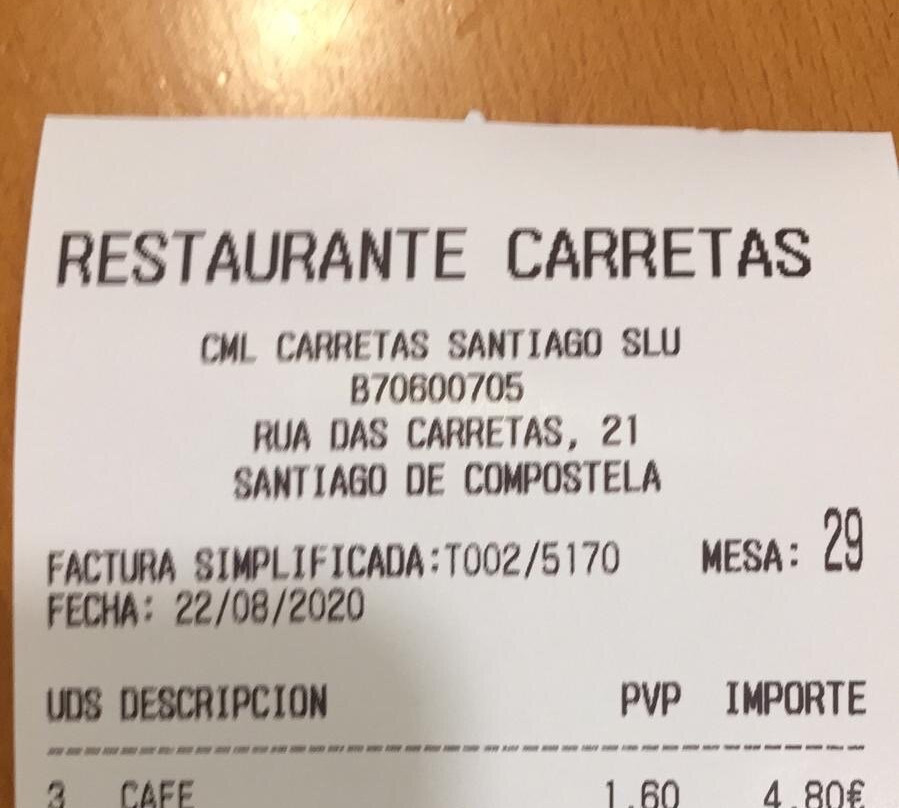 RESTAURANTE CARRETAS
CML CARRETAS SANTIAGO SLU
B70600705
RUA DAS CARRETAS, 21
SANTIAGO DE COMPOSTELA
FACTURA SIMPLIFICADA:T002/5170 MESA: 29
FECHA: 22/08/2020
UDS DESCRIPCION PVP IMPORTE
3 CAFE 1.60 4.80€